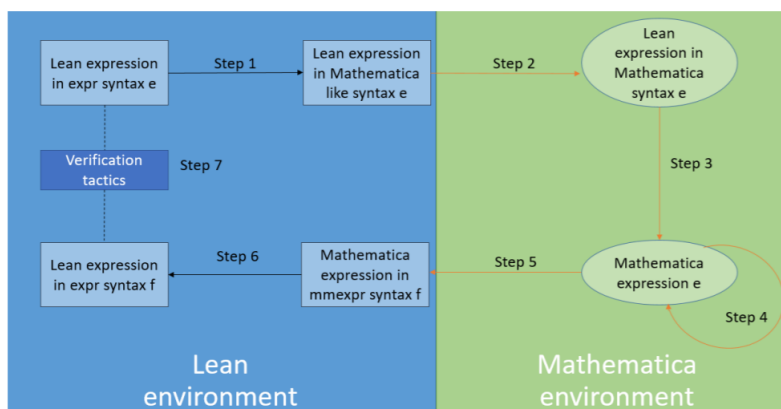 Lean expression
in expr syntax e
Step 1
Lean expression
in Mathematica
like syntax e
Step 2
Lean
expression in
Mathematica
syntax e
Verification
tactics
Step 7
Step 3
Lean expression
in expr syntax f
Step 6
Mathematica
expression in
mmexpr syntax f
Step 5
Mathematica
expression e
Step 4
Lean
environment
Mathematica
environment